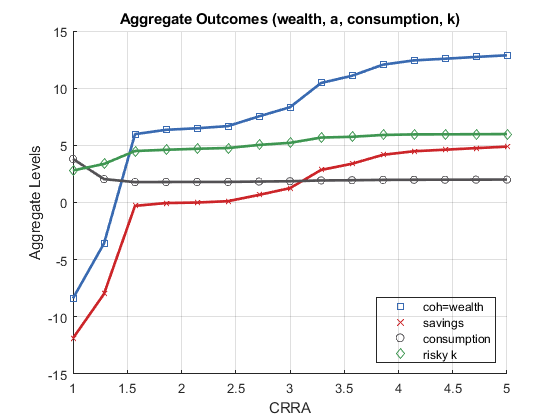 Aggregate Outcomes (wealth, a, consumption, k)
15
10
5
0
-5
-10
-15
Aggregate Levels
1
1.5
2
2.5
3
3.5
4
4.5
5
CRRA
coh=wealth
savings
consumption
risky k